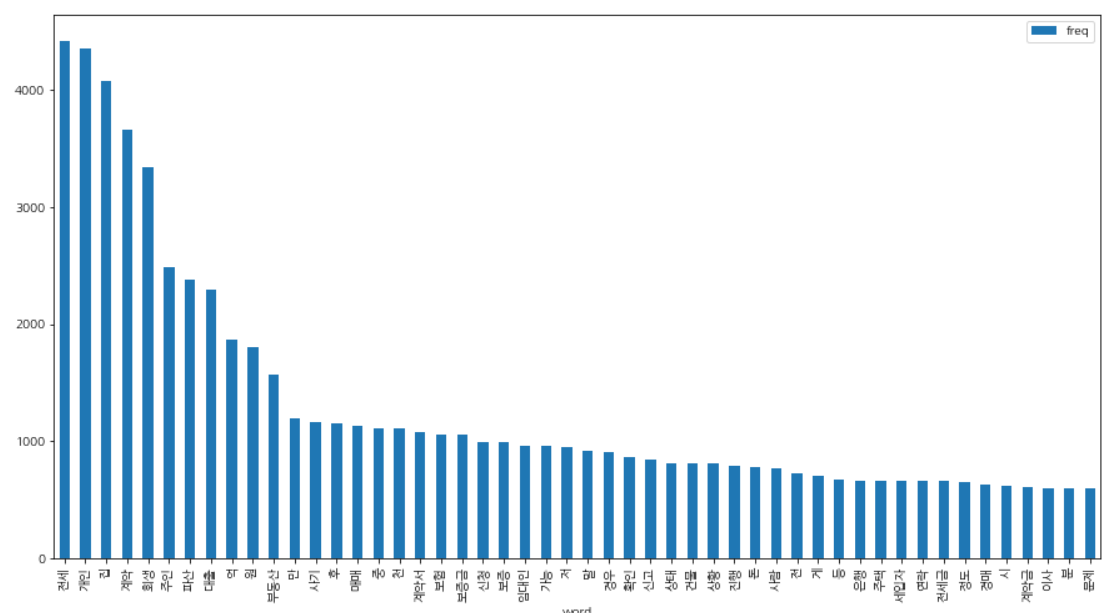 freq
4000
3000
2000
1000
0
전세
개인
집
계약
회생
주인
파산
대출
억
원
부동산
만
사기
후
매매
중
천
계약서
보험
보증금
신청
보증
임대인
가능
저
말
경우
확인
신고
상태
건물
상황
진행
돈
사람
전
게
등
은행
주택
세입자
연락
전세금
정도
경매
시
계약금
이사
분
문제
word